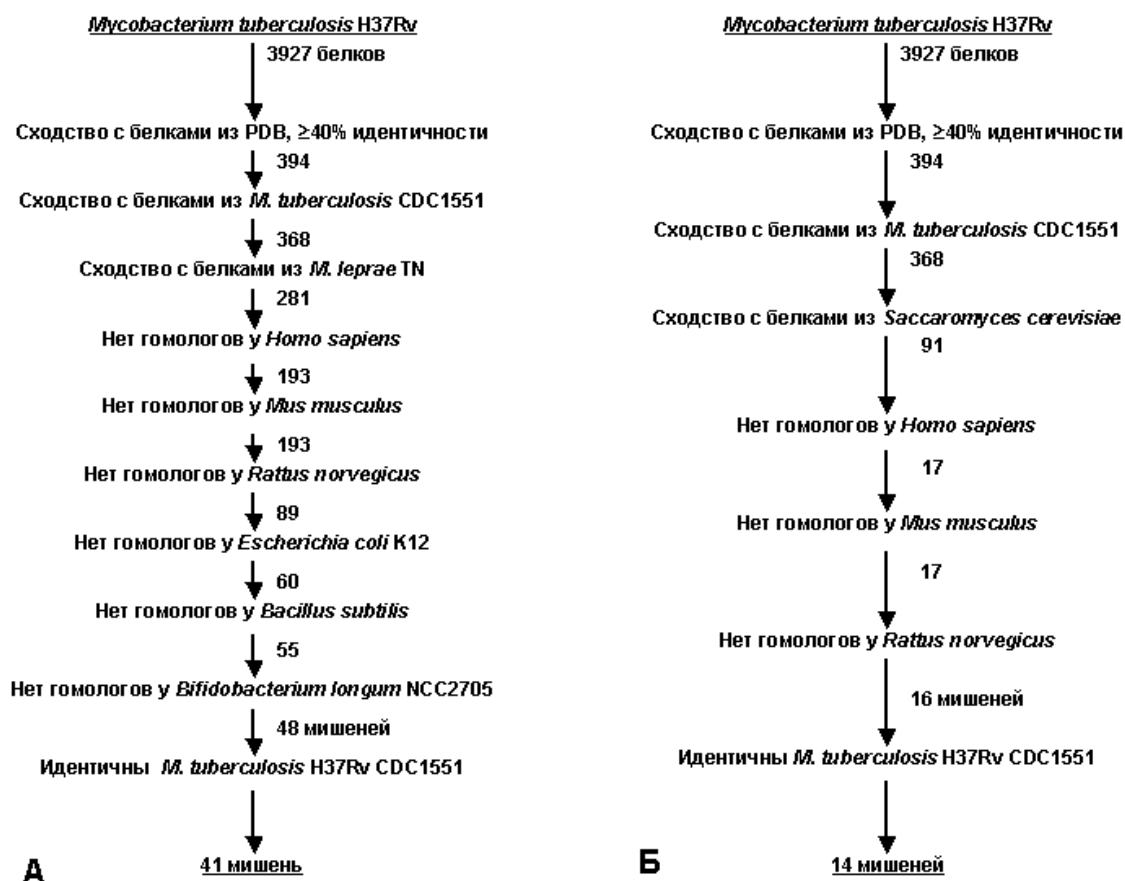 Mycobacterium tuberculosis H37Rv
3927 белков
Сходство с белками из PDB, ≥40% идентичности
394
Сходство с белками из M. tuberculosis CDC1551
368
Сходство с белками из M. leprae TN
281
Нет гомологов у Homo sapiens
193
Нет гомологов у Mus musculus
193
Нет гомологов у Rattus norvegicus
89
Нет гомологов у Escherichia coli K12
60
Нет гомологов у Bacillus subtilis
55
Нет гомологов у Bifidobacterium longum NCC2705
48 мишеней
Идентичны M. tuberculosis H37Rv CDC1551
41 мишень
А
Mycobacterium tuberculosis H37Rv
3927 белков
Сходство с белками из PDB, ≥40% идентичности
394
Сходство с белками из M. tuberculosis CDC1551
368
Сходство с белками из Saccaromyces cerevisiae
91
Нет гомологов у Homo sapiens
17
Нет гомологов у Mus musculus
17
Нет гомологов у Rattus norvegicus
16 мишеней
Идентичны M. tuberculosis H37Rv CDC1551
14 мишеней
Б